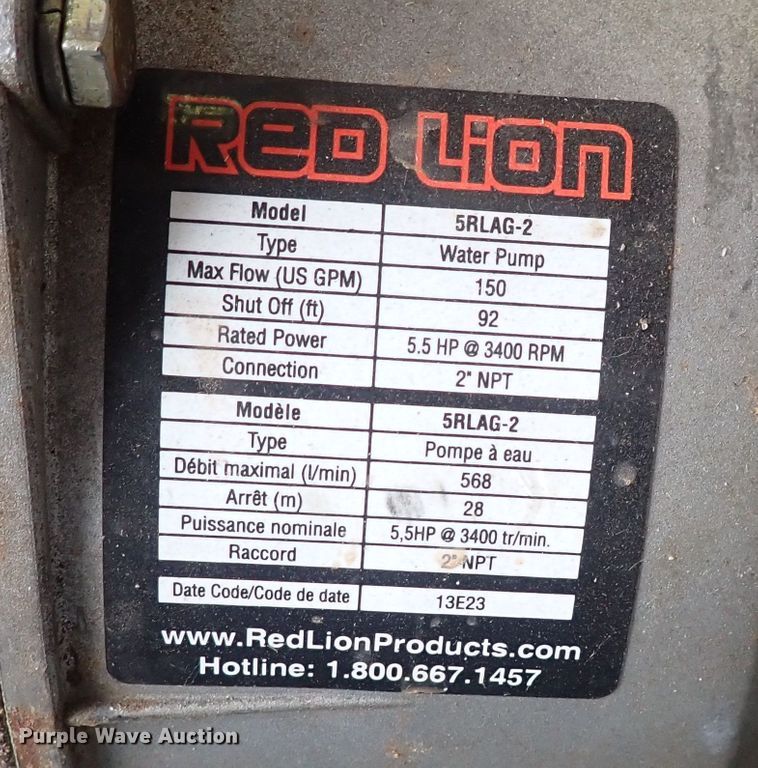 RED LION
Model 5RLAG-2
Type Water Pump
Max Flow (US GPM) 150
Shut Off (ft) 92
Rated Power 5.5 HP @ 3400 RPM
Connection 2" NPT
Modèle 5RLAG-2
Type Pompe à eau
Débit maximal (l/min) 568
Arrêt (m) 28
Puissance nominale 5,5HP @ 3400 tr/min.
Raccord 2" NPT
Date Code/Code de date 13E23
www.RedLionProducts.com
Hotline: 1.800.667.1457
Purple Wave Auction